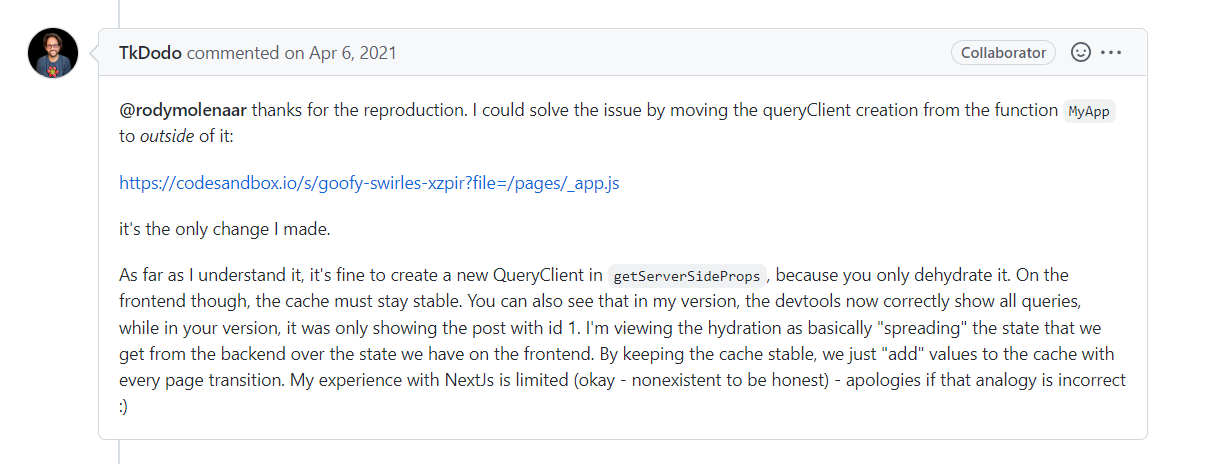 TkDodo commented on Apr 6, 2021 Collaborator
@rodymolenaar thanks for the reproduction. I could solve the issue by moving the queryClient creation from the function MyApp
to outside of it:
https://codesandbox.io/s/goofy-swirles-xzpir?file=/pages/_app.js
it's the only change I made.
As far as I understand it, it's fine to create a new QueryClient in getServerSideProps, because you only dehydrate it. On the
frontend though, the cache must stay stable. You can also see that in my version, the devtools now correctly show all queries,
while in your version, it was only showing the post with id 1. I'm viewing the hydration as basically "spreading" the state that we
get from the backend over the state we have on the frontend. By keeping the cache stable, we just "add" values to the cache with
every page transition. My experience with NextJs is limited (okay - nonexistent to be honest) - apologies if that analogy is incorrect
:)